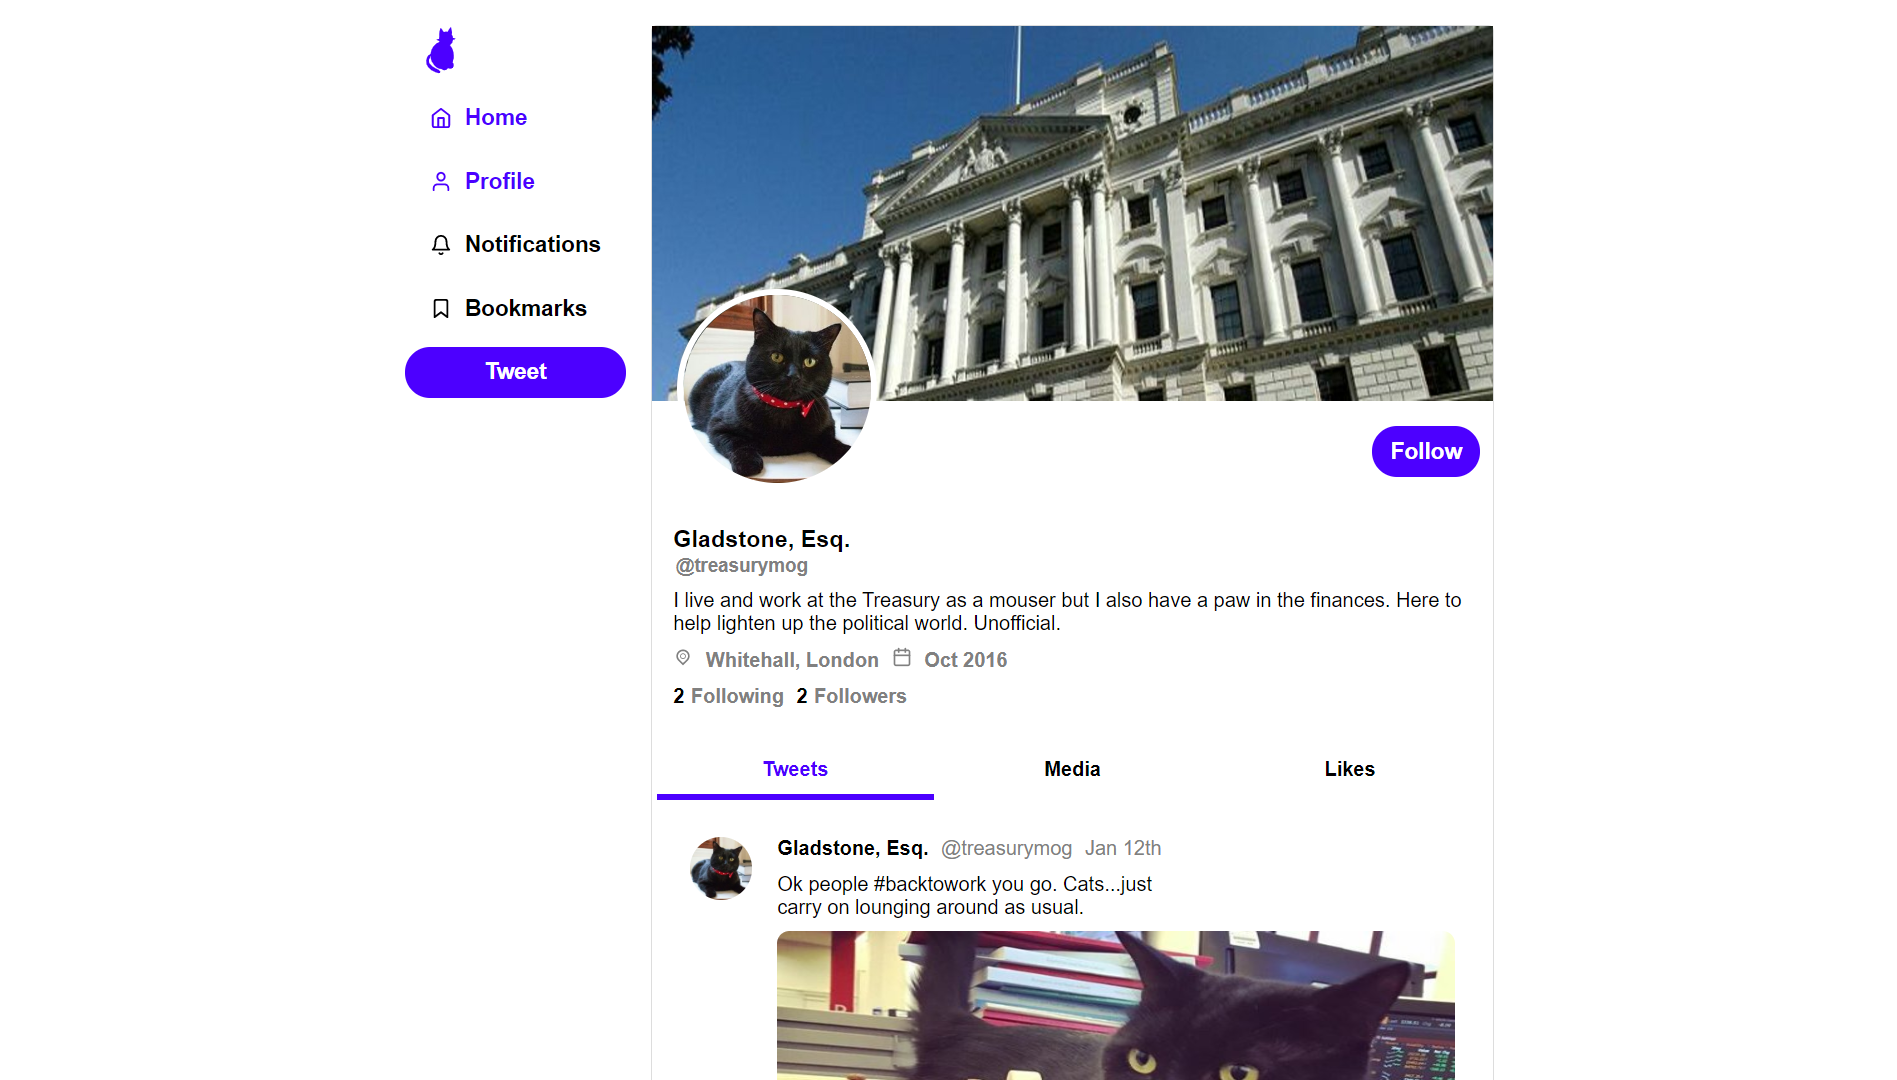 Home
Profile
Notifications
Bookmarks
Tweet
Follow
Gladstone, Esq.
@treasurymog
I live and work at the Treasury as a mouser but I also have a paw in the finances. Here to
help lighten up the political world. Unofficial.
Whitehall, London Oct 2016
2 Following 2 Followers
Tweets Media Likes
Gladstone, Esq. @treasurymog Jan 12th
Ok people #backtowork you go. Cats...just
carry on lounging around as usual.